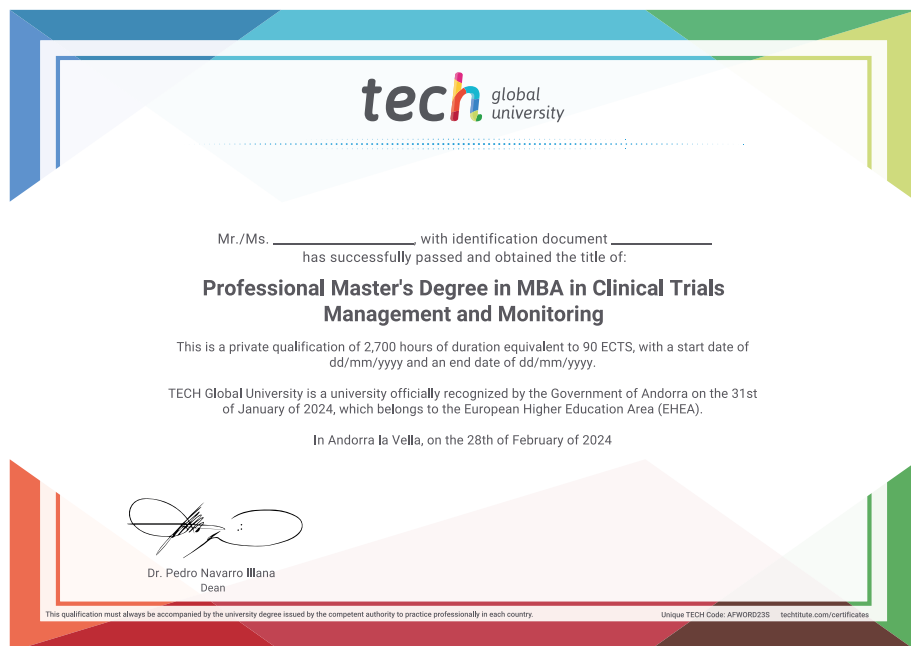 tech global university
Mr./Ms. ____________, with identification document ____________
has successfully passed and obtained the title of:
Professional Master's Degree in MBA in Clinical Trials
Management and Monitoring
This is a private qualification of 2,700 hours of duration equivalent to 90 ECTS, with a start date of
dd/mm/yyyy and an end date of dd/mm/yyyy.
TECH Global University is a university officially recognized by the Government of Andorra on the 31st
of January of 2024, which belongs to the European Higher Education Area (EHEA).
In Andorra la Vella, on the 28th of February of 2024
Dr. Pedro Navarro Illana
Dean
This qualification must always be accompanied by the university degree issued by the competent authority to practice professionally in each country.
Unique TECH Code: AFWORD23S techtitute.com/certificates